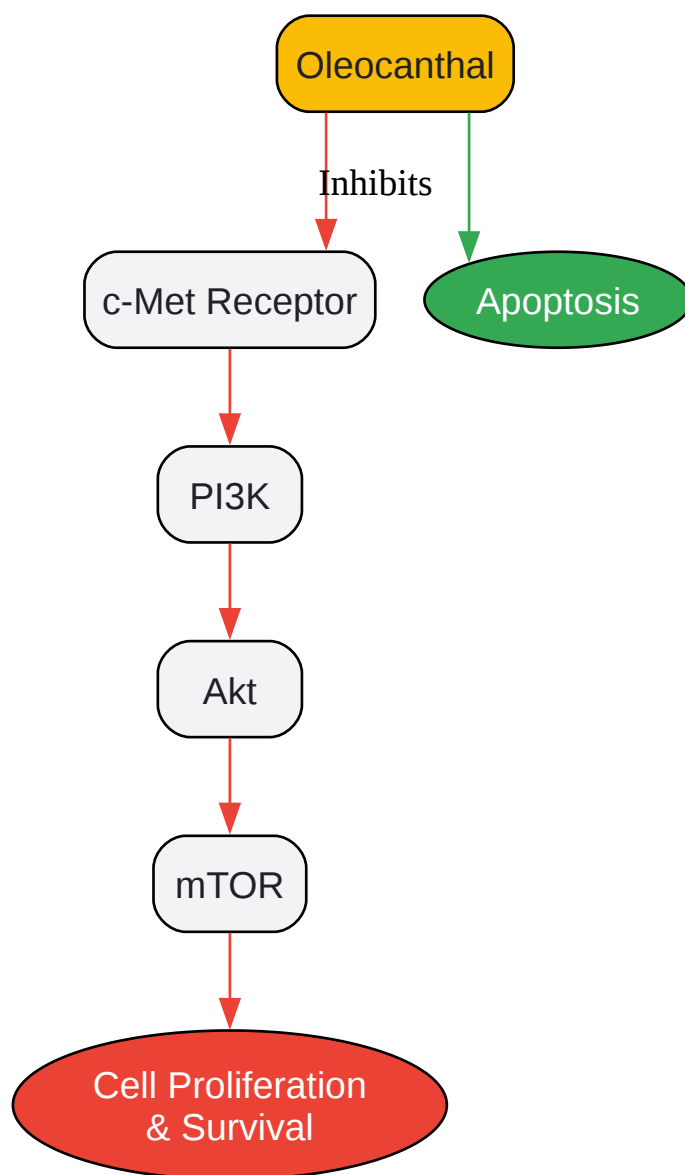 Oleocanthal
Inhibits
c-Met Receptor
Apoptosis
PI3K
Akt
mTOR
Cell Proliferation
& Survival